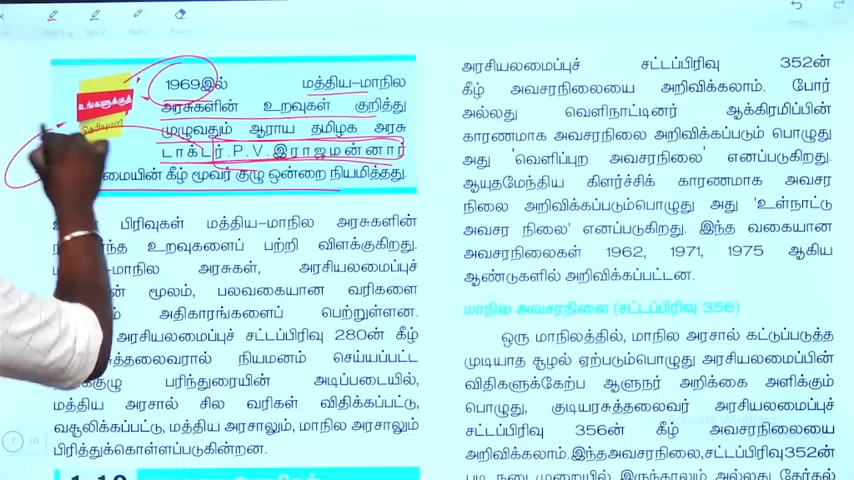 உங்களுக்குத்
தெரியுமா?
1969இல் மத்திய–மாநில
அரசுகளின் உறவுகள் குறித்து
முழுவதும் ஆராய தமிழக அரசு
டாக்டர்.P.V.இராஜமன்னார்
மையின் கீழ் மூவர் குழு ஒன்றை நியமித்தது.
பிரிவுகள் மத்திய–மாநில அரசுகளின்
உறவுகளைப் பற்றி விளக்குகிறது.
மாநில அரசுகள், அரசியலமைப்புச்
மூலம், பலவகையான வரிகளை
அதிகாரங்களைப் பெற்றுள்ளன.
அரசியலமைப்புச் சட்டப்பிரிவு 280ன் கீழ்
நியமனம் செய்யப்பட்ட
பரிந்துரையின் அடிப்படையில்,
மத்திய அரசால் சில வரிகள் விதிக்கப்பட்டு,
வசூலிக்கப்பட்டு, மத்திய அரசாலும், மாநில அரசாலும்
பிரித்துக்கொள்ளப்படுகின்றன.
அரசியலமைப்புச் சட்டப்பிரிவு 352ன்
கீழ் அவசரநிலையை அறிவிக்கலாம். போர்
அல்லது வெளிநாட்டினர் ஆக்கிரமிப்பின்
காரணமாக அவசரநிலை அறிவிக்கப்படும் பொழுது
அது 'வெளிப்புற அவசரநிலை' எனப்படுகிறது.
ஆயுதமேந்திய கிளர்ச்சிக் காரணமாக அவசர
நிலை அறிவிக்கப்படும்பொழுது அது 'உள்நாட்டு
அவசர நிலை' எனப்படுகிறது. இந்த வகையான
அவசரநிலைகள் 1962, 1971, 1975 ஆகிய
ஆண்டுகளில் அறிவிக்கப்பட்டன.
மாநில அவசரநிலை (சட்டப்பிரிவு 356)
ஒரு மாநிலத்தில், மாநில அரசால் கட்டுப்படுத்த
முடியாத சூழல் ஏற்படும்பொழுது அரசியலமைப்பின்
விதிகளுக்கேற்ப ஆளுநர் அறிக்கை அளிக்கும்
பொழுது, குடியரசுத்தலைவர் அரசியலமைப்புச்
சட்டப்பிரிவு 356ன் கீழ் அவசரநிலையை
அறிவிக்கலாம்.இந்தஅவசரநிலை,சட்டப்பிரிவு352ன்